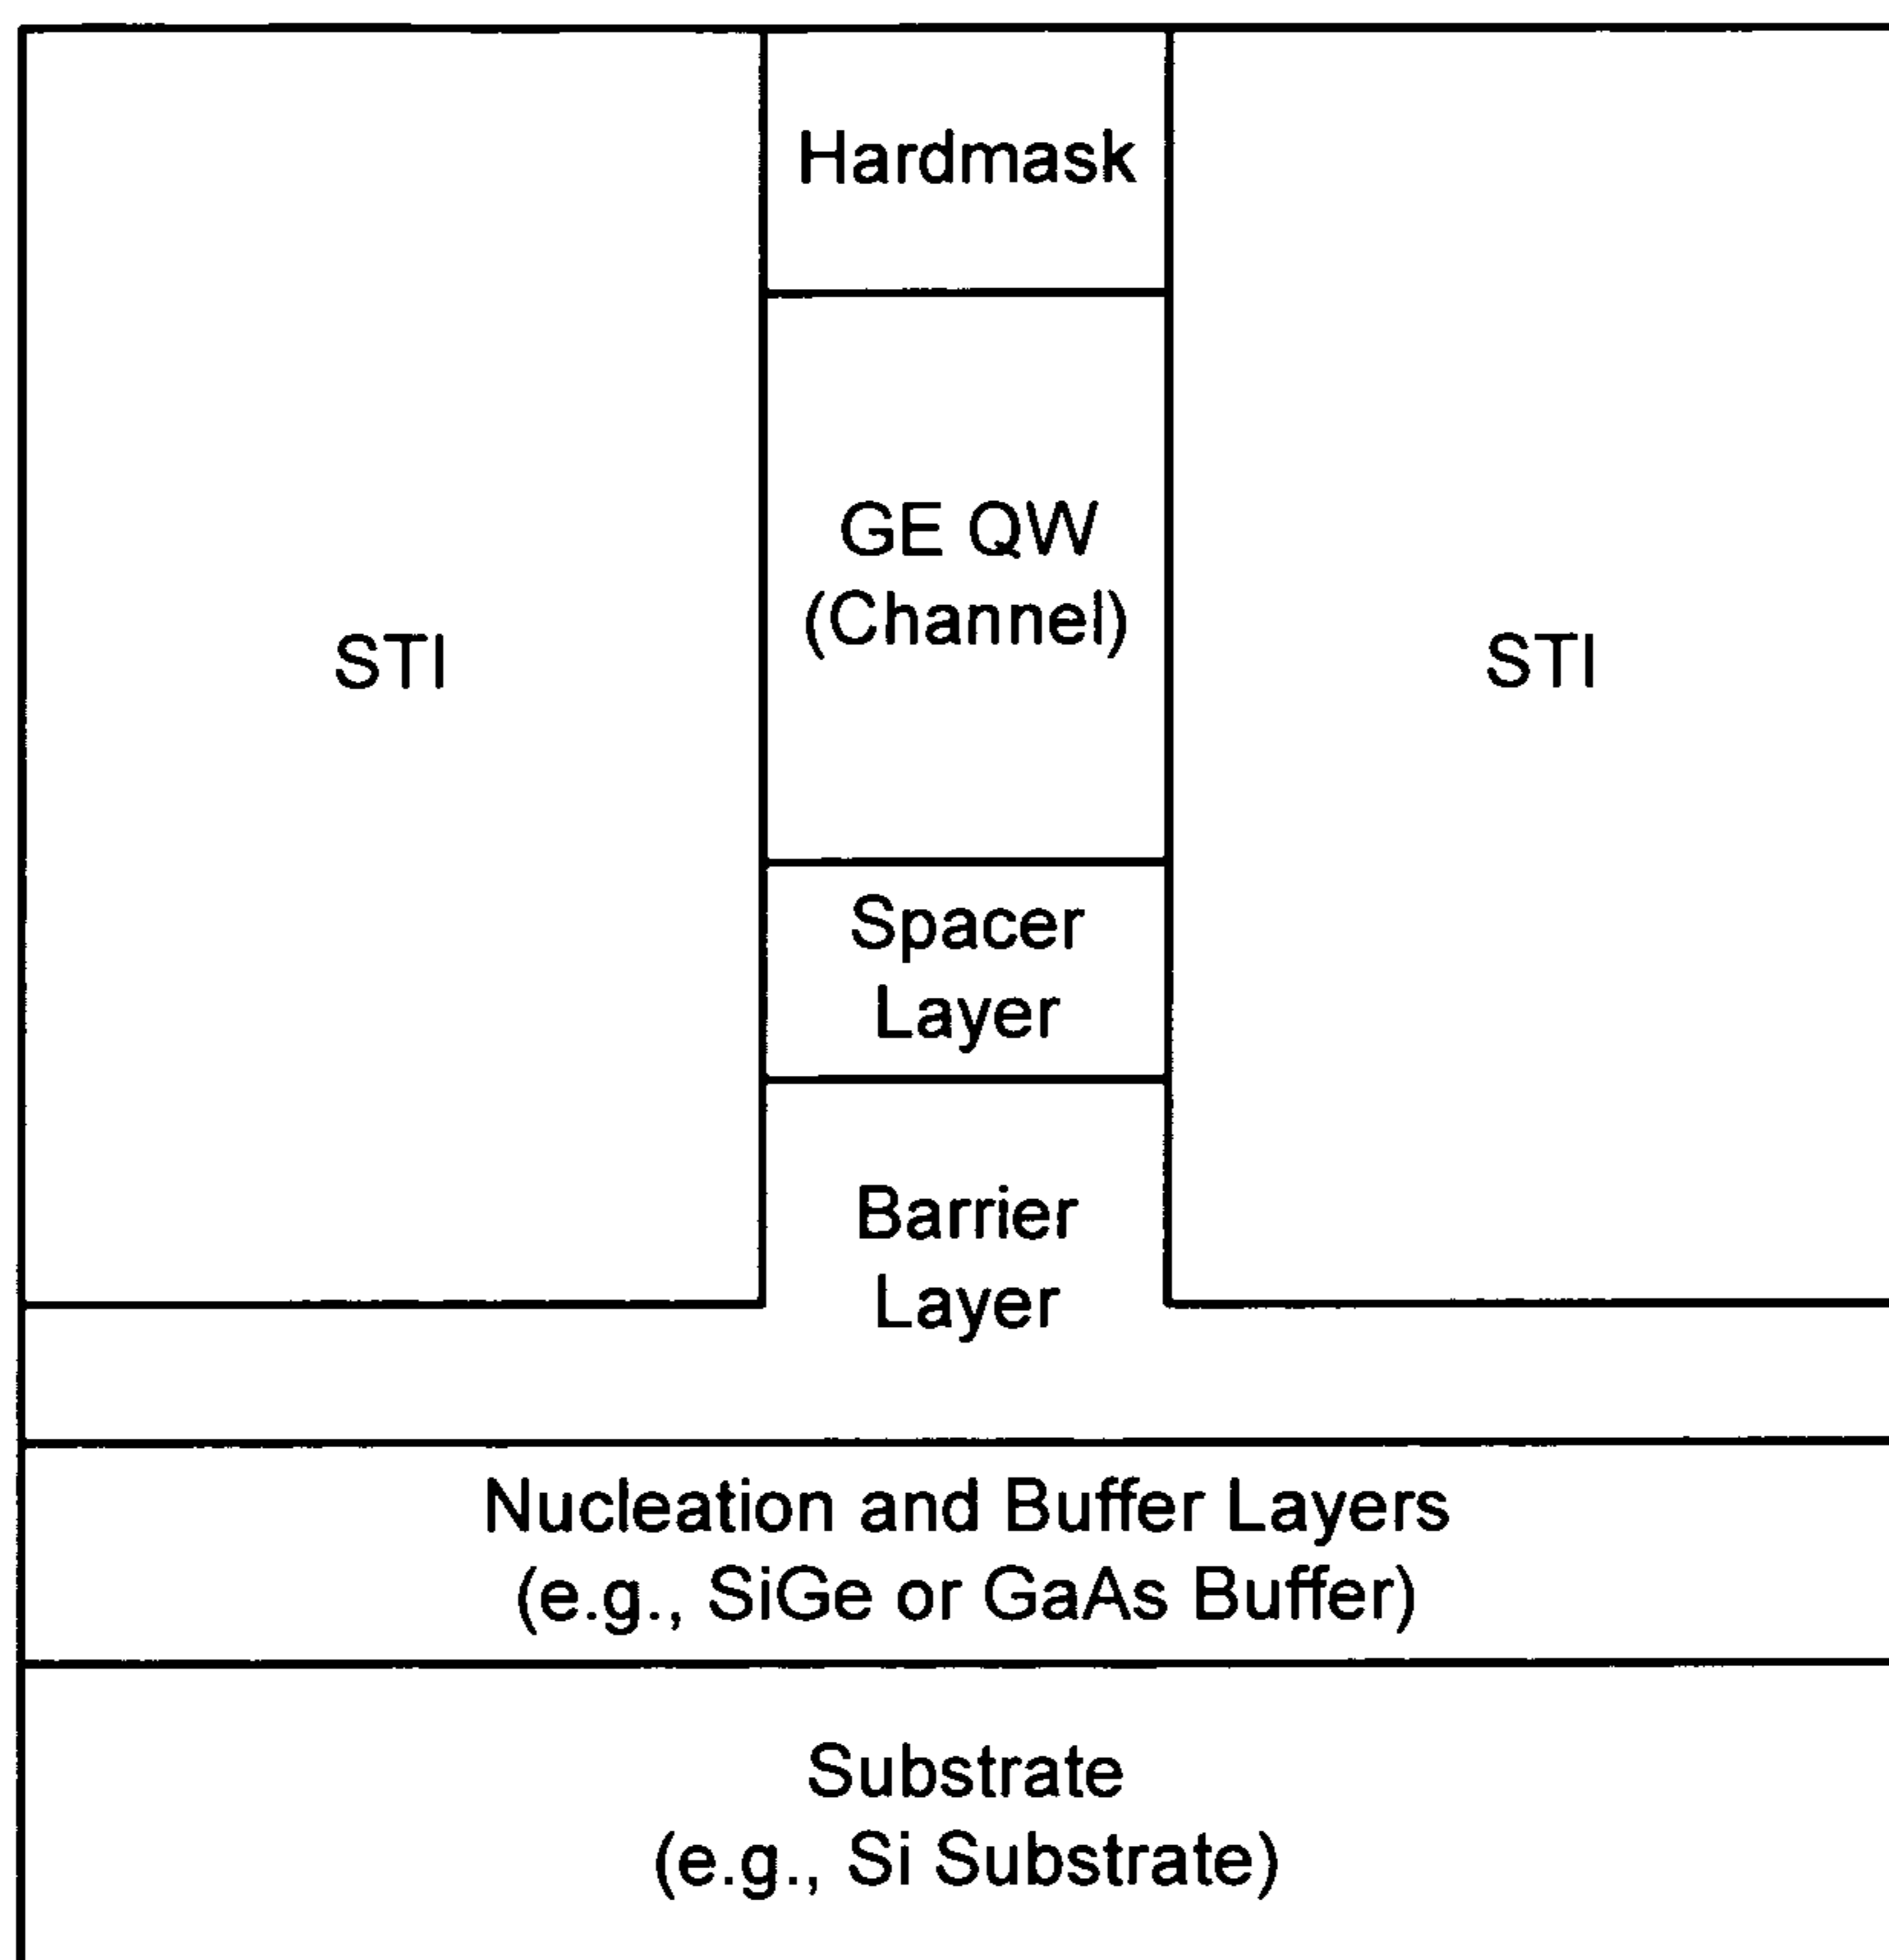 Hardmask
GE QW
(Channel)
STI
STI
Spacer
Layer
Barrier
Layer
Nucleation and Buffer Layers
(e.g., SiGe or GaAs Buffer)
Substrate
(e.g., Si Substrate)